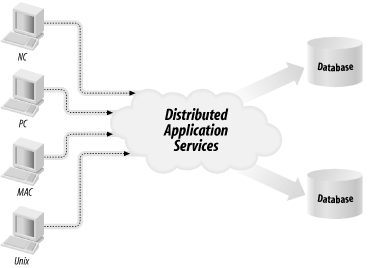 NC
PC
MAC
Unix
Distributed
Application
Services
Database
Database